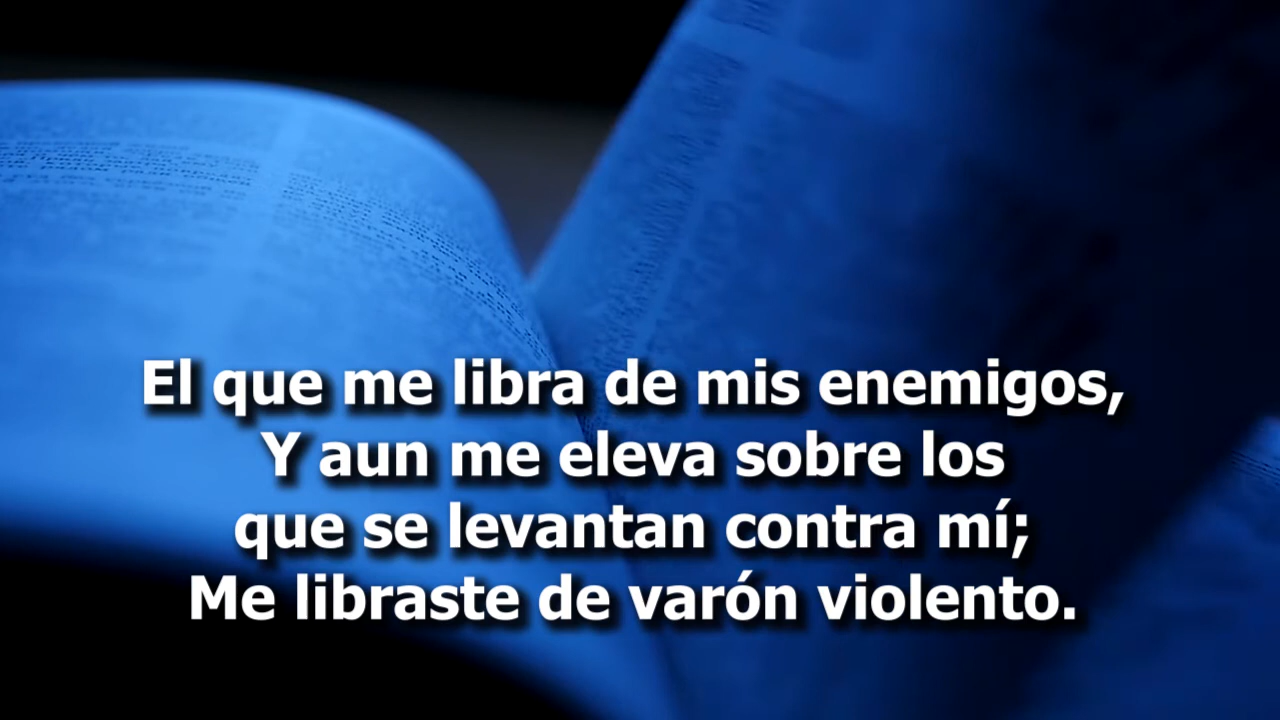 El que me libra de mis enemigos,
Y aun me eleva sobre los
que se levantan contra mí;
Me libraste de varón violento.